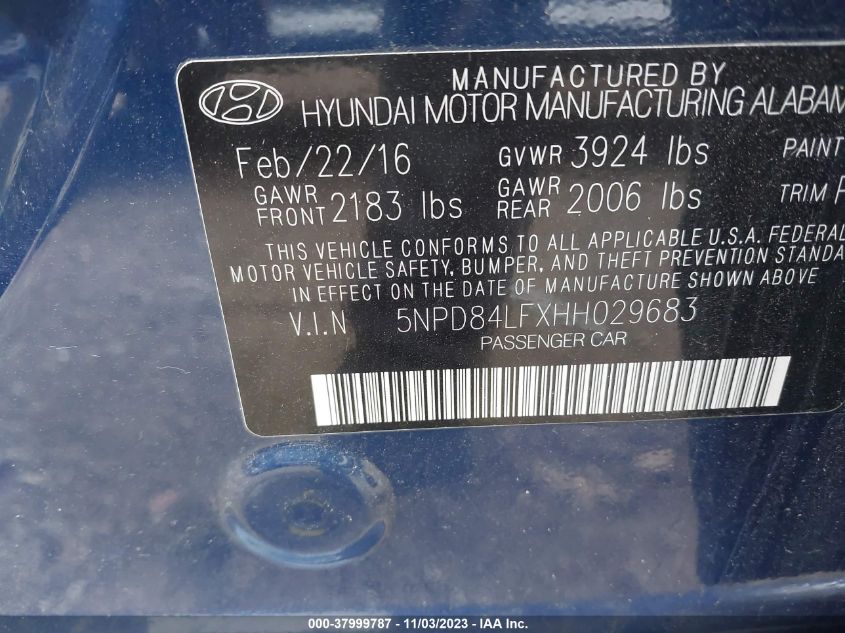 MANUFACTURED BY
HYUNDAI MOTOR MANUFACTURING ALABAM
Feb/22/16 GVWR 3924 lbs PAINT
GAWR FRONT 2183 lbs GAWR REAR 2006 lbs TRIM
THIS VEHICLE CONFORMS TO ALL APPLICABLE U.S.A. FEDERAL
MOTOR VEHICLE SAFETY, BUMPER, AND THEFT PREVENTION STANDA
IN EFFECT ON THE DATE OF MANUFACTURE SHOWN ABOVE
V.I.N 5NPD84LFXHH029683
PASSENGER CAR
000-37999787 - 11/03/2023 - IAA Inc.